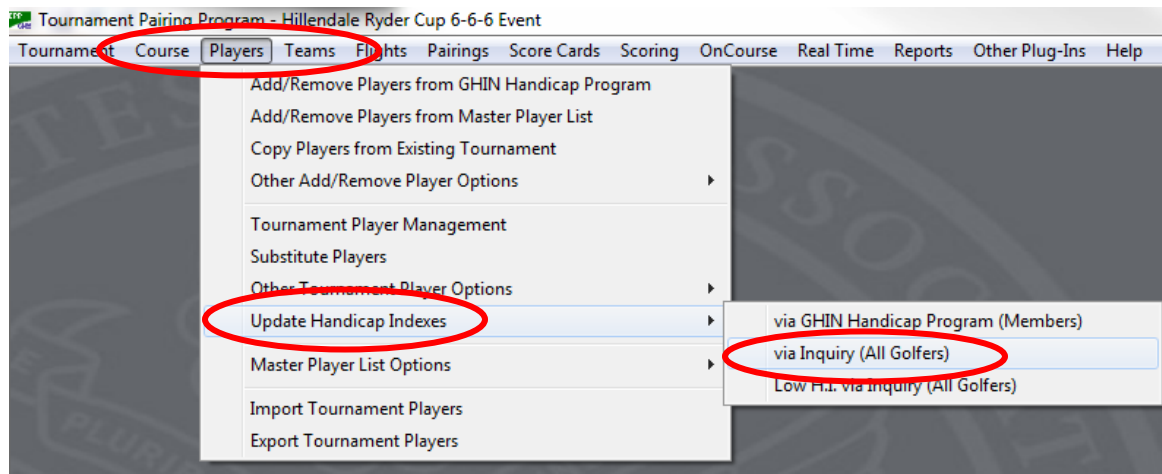 Tournament Pairing Program - Hillendale Ryder Cup 6-6-6 Event
Tournament Course Players Teams Flights Pairings Score Cards Scoring OnCourse Real Time Reports Other Plug-Ins Help
Add/Remove Players from GHIN Handicap Program
Add/Remove Players from Master Player List
Copy Players from Existing Tournament
Other Add/Remove Player Options
Tournament Player Management
Substitute Players
Other Tournament Player Options
Update Handicap Indexes
via GHIN Handicap Program (Members)
via Inquiry (All Golfers)
Low H.I. via Inquiry (All Golfers)
Master Player List Options
Import Tournament Players
Export Tournament Players